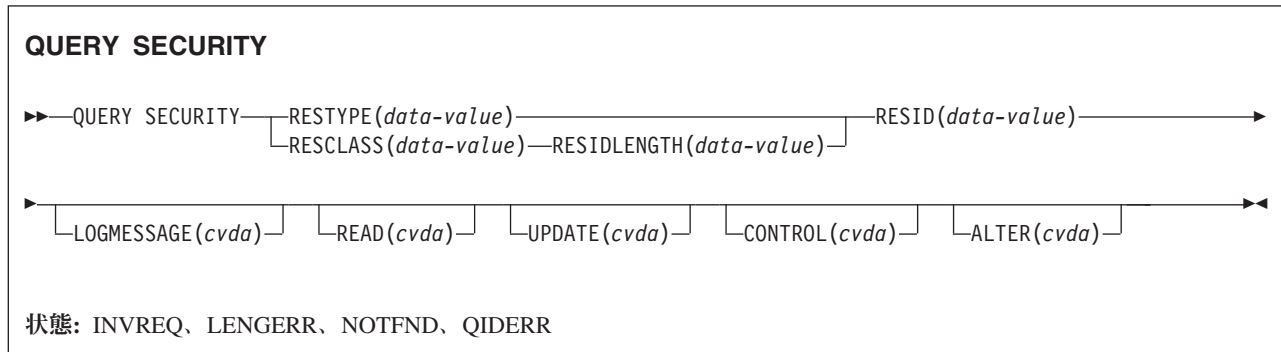 QUERY SECURITY
QUERY SECURITY RESTYPE(data-value) RESID(data-value)
RESCLASS(data-value) RESIDLENGTH(data-value)
LOGMESSAGE(cvda) READ(cvda) UPDATE(cvda) CONTROL(cvda) ALTER(cvda)
状態: INVREQ、LENGERR、NOTFND、QIDERR